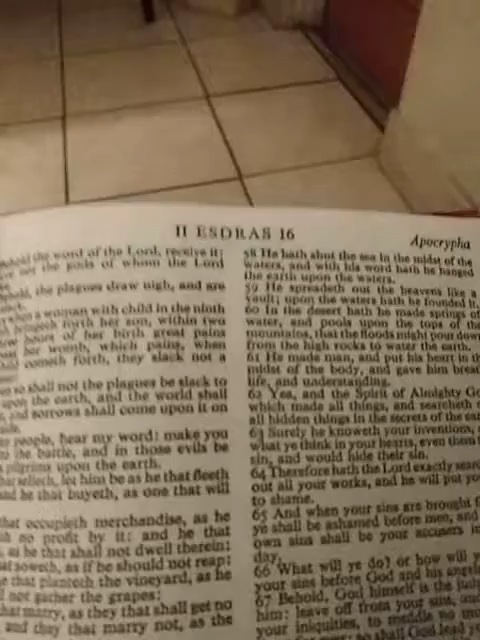 II ESDRAS 16
Apocrypha
the word of the Lord, receive it:
not the gods of whom the Lord
the plagues draw nigh, and are
a woman with child in the ninth
forth her son, within two
hours of her birth great pains
her womb, which pains, when
cometh forth, they slack not a
so shall not the plagues be slack to
upon the earth, and the world shall
and sorrows shall come upon it on
people, hear my word: make you
to the battle, and in those evils be
pilgrims upon the earth.
that selleth, let him be as he that fleeth
and he that buyeth, as one that will
that occupieth merchandise, as he
no profit by it: and he that
as he that shall not dwell therein:
that soweth, as if he should not reap:
that planteth the vineyard, as he
not gather the grapes:
that marry, as they that shall get no
and they that marry not, as the
58 He hath shut the sea in the midst of the
waters, and with his word hath he hanged
the earth upon the waters.
59 He spreadeth out the heavens like a
vault; upon the waters hath he founded it.
60 In the desert hath he made springs of
water, and pools upon the tops of the
mountains, that the floods might pour down
from the high rocks to water the earth.
61 He made man, and put his heart in the
midst of the body, and gave him
life, and understanding.
62 Yea, and the Spirit of Almighty
which made all things, and searcheth
all hidden things in the secrets of the
63 Surely he knoweth your inventions,
what ye think in your hearts, even them
sin, and would hide their sin.
64 Therefore hath the Lord exactly
out all your works, and he will put
to shame.
65 And when your sins are brought
ye shall be ashamed before men, and
own sins shall be your accusers in
day.
66 What will ye do? or how will
your sins before God and his
67 Behold, God himself is the
him: leave off from your sins, and
your iniquities, to meddle no